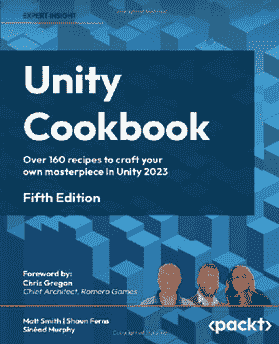 EXPERT INSIGHT
Unity
Cookbook
Over 160 recipes to craft your
own masterpiece in Unity 2023
Fifth Edition
Foreword by:
Chris Gregan
Chief Architect, Romero Games
Matt Smith | Shaun Ferns
Sinéad Murphy
<packt>